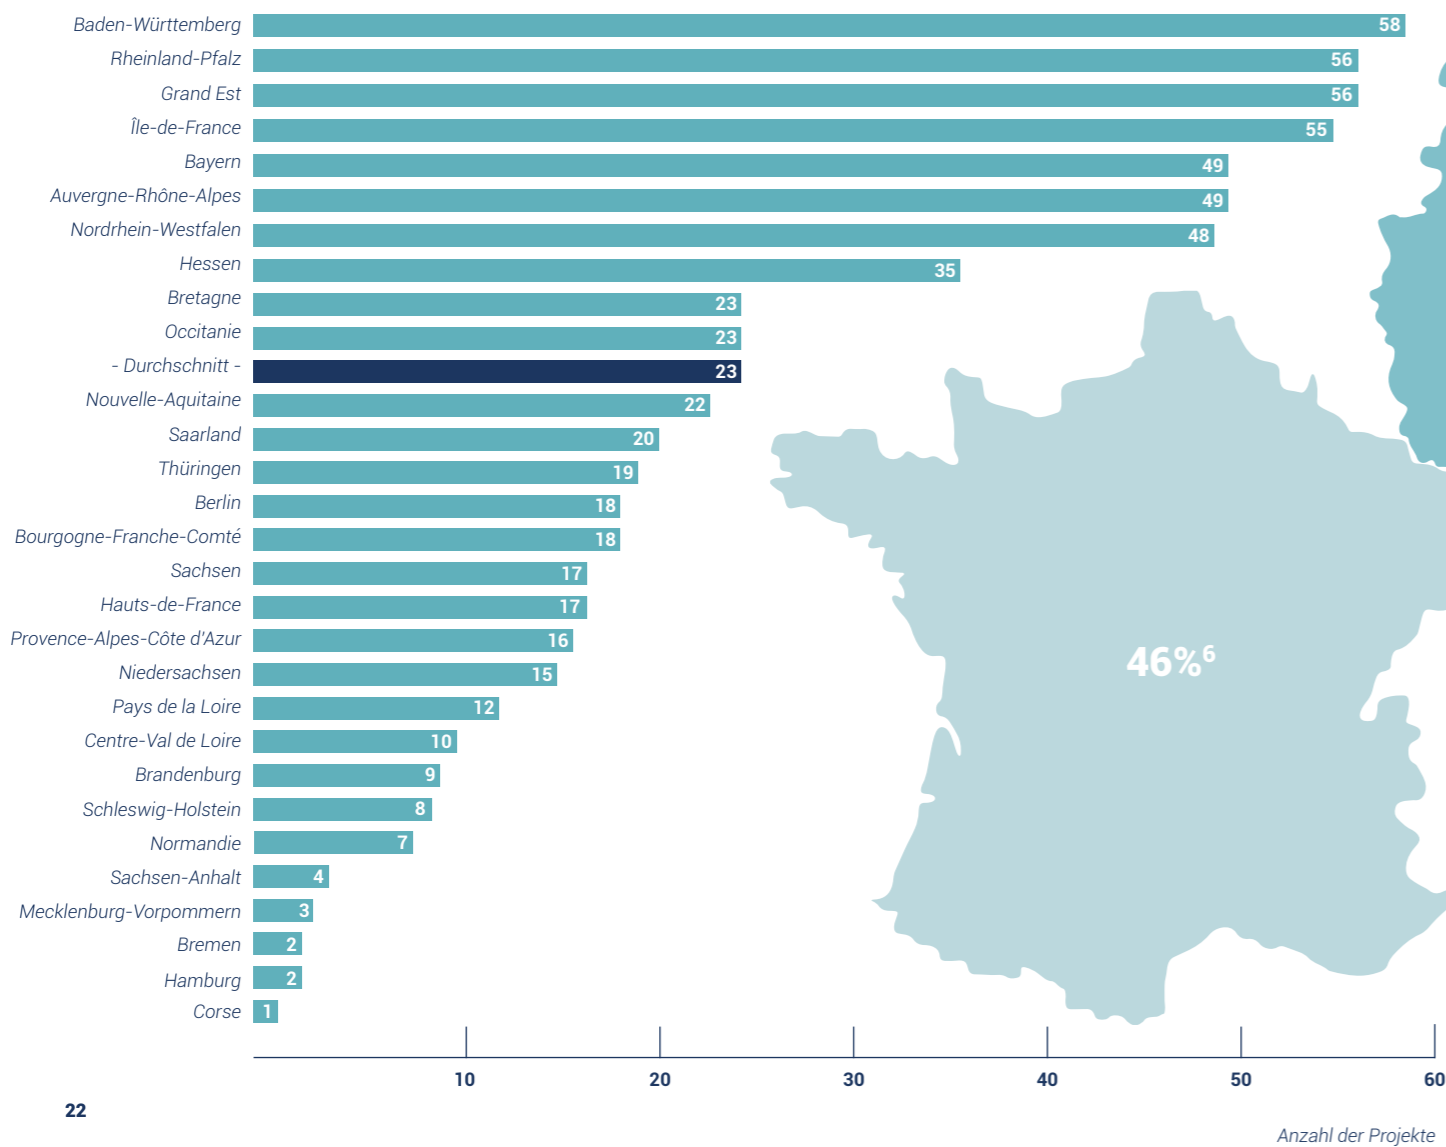 Baden-Württemberg 58
Rheinland-Pfalz 56
Grand Est 56
Île-de-France 55
Bayern 49
Auvergne-Rhône-Alpes 49
Nordrhein-Westfalen 48
Hessen 35
Bretagne 23
Occitanie 23
- Durchschnitt - 23
Nouvelle-Aquitaine 22
Saarland 20
Thüringen 19
Berlin 18
Bourgogne-Franche-Comté 18
Sachsen 17
Hauts-de-France 17
Provence-Alpes-Côte d'Azur 16
46%⁶
Niedersachsen 15
Pays de la Loire 12
Centre-Val de Loire 10
Brandenburg 9
Schleswig-Holstein 8
Normandie 7
Sachsen-Anhalt 4
Mecklenburg-Vorpommern 3
Bremen 2
Hamburg 2
Corse 1
10 20 30 40 50 60
22
Anzahl der Projekte